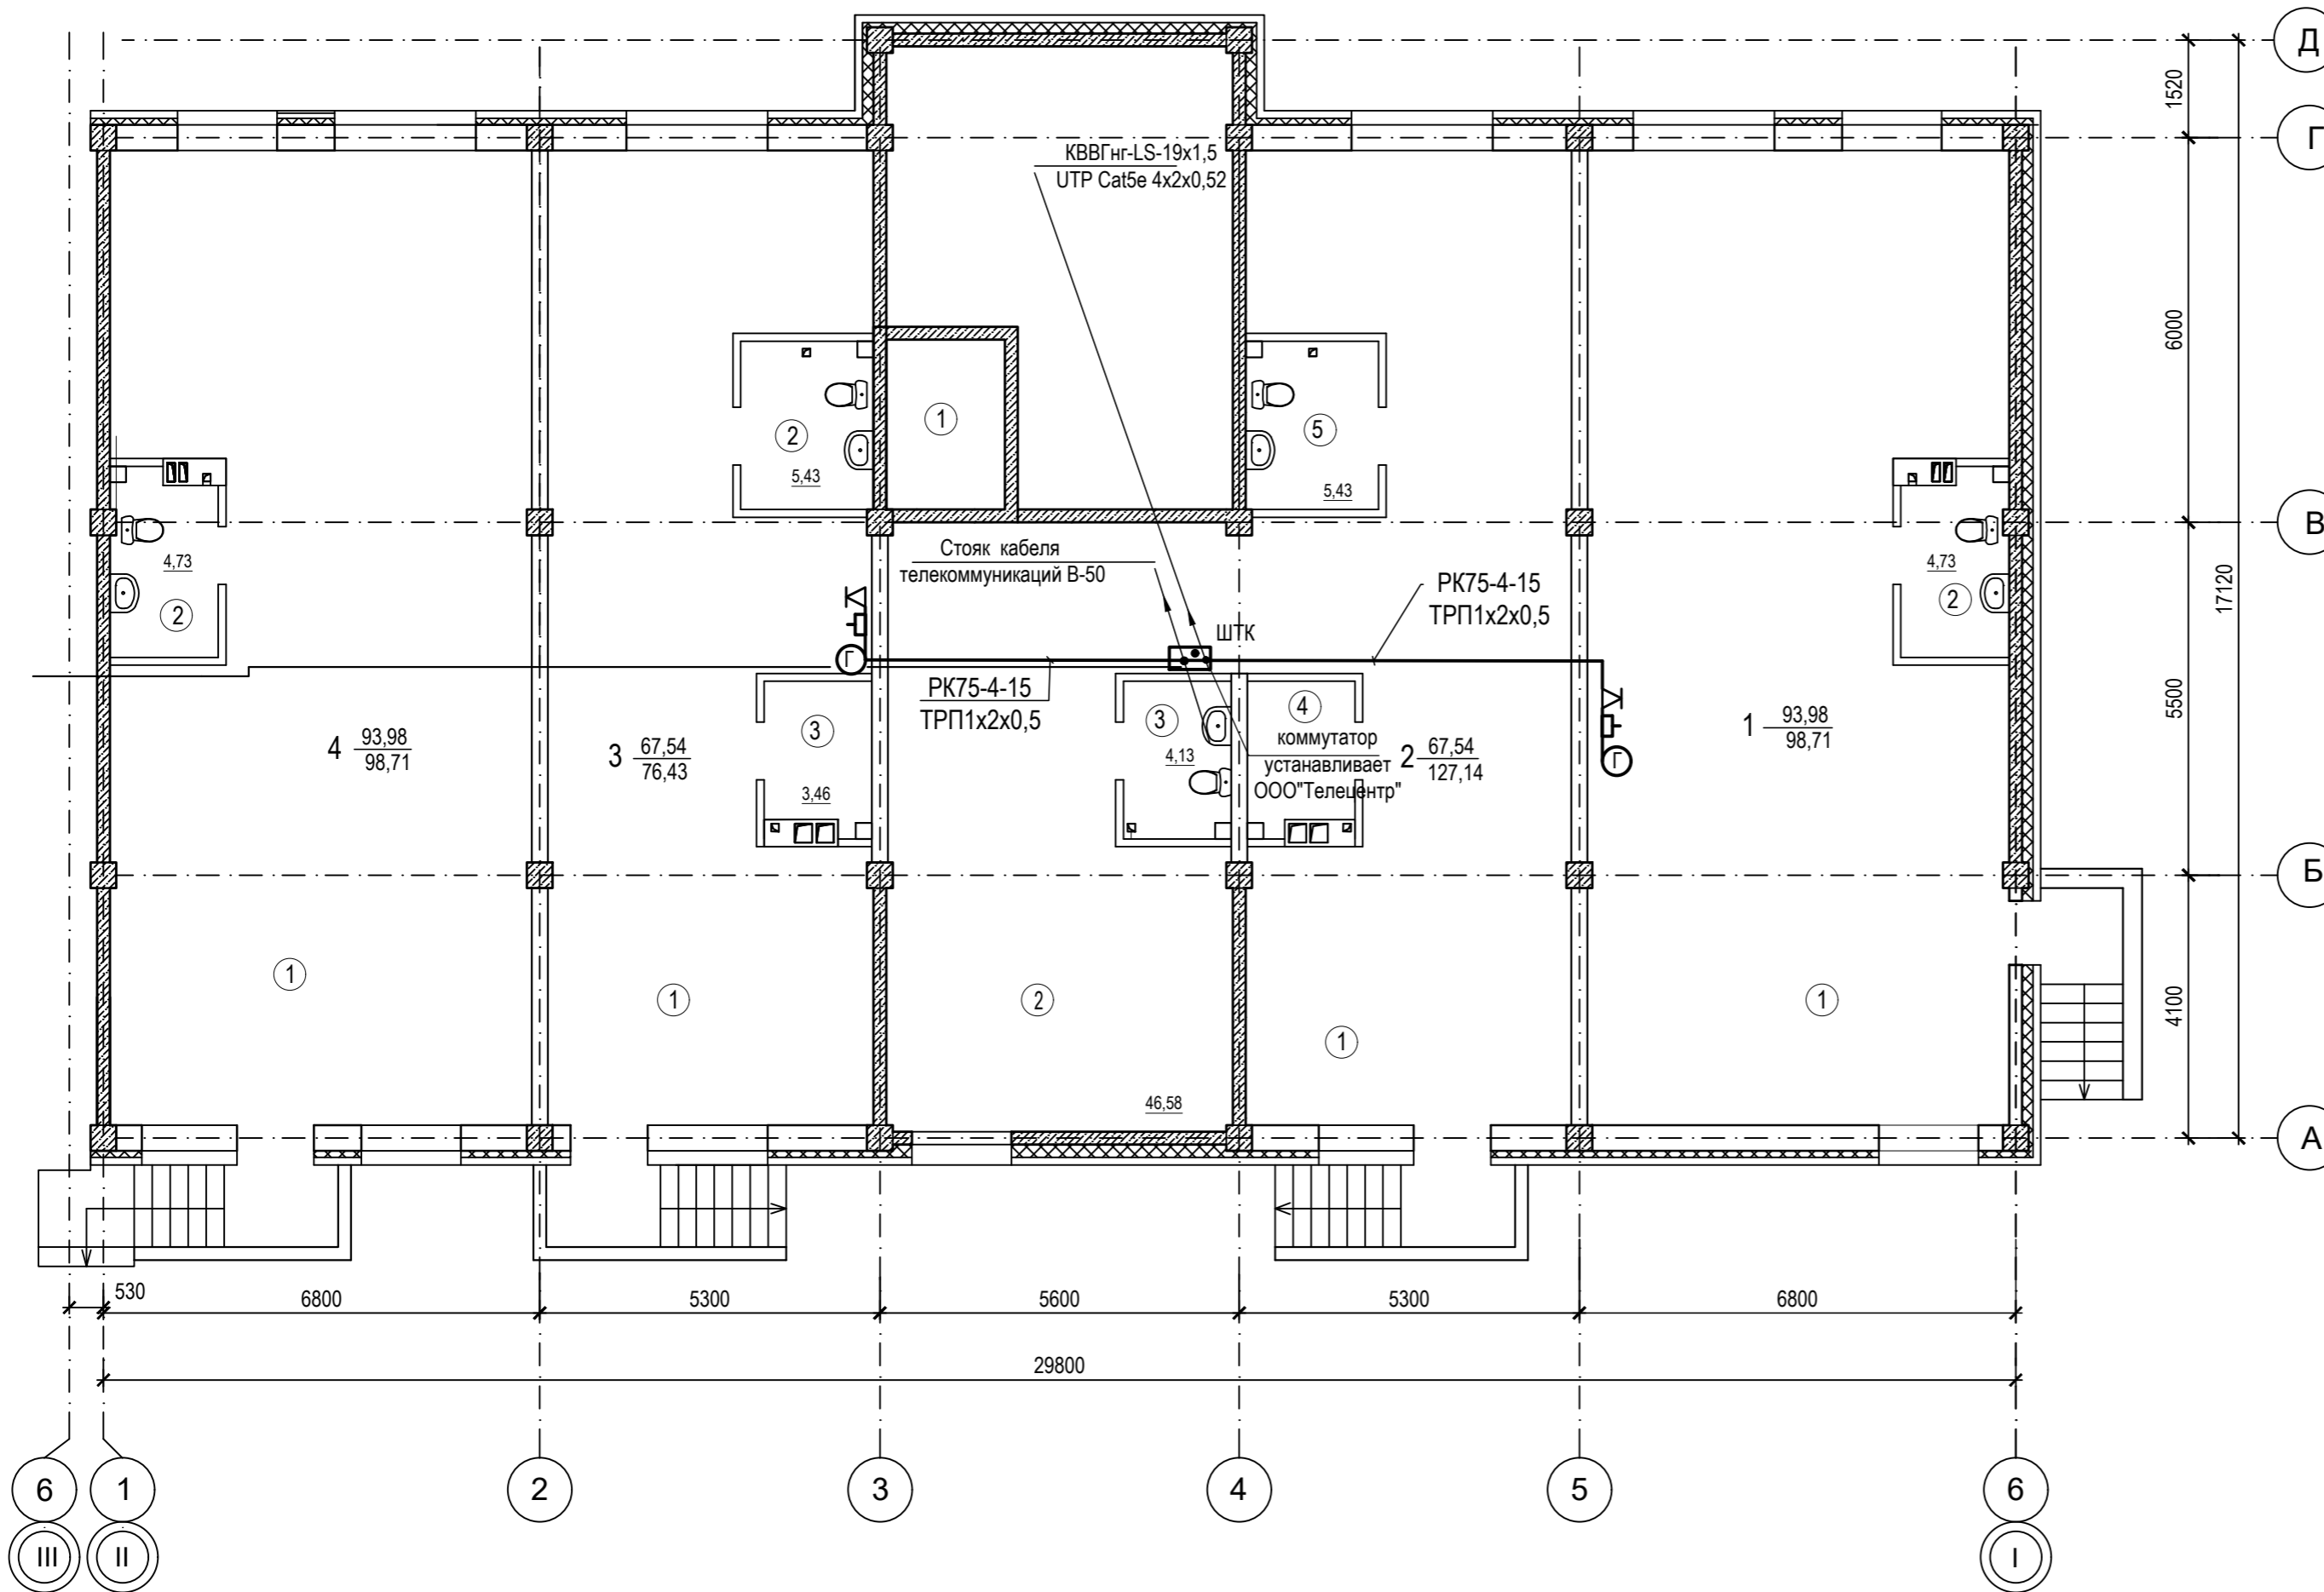 Д
1520
Г
КВВГнг-LS-19x1,5
UTP Cat5e 4x2x0,52
6000
1
2
5
5,43
5,43
В
17120
Стояк кабеля
телекоммуникаций В-50
4,73
2
РК75-4-15
ТРП1x2x0,5
4,73
2
ШТК
Г
РК75-4-15
ТРП1x2x0,5
5500
4 93,98
98,71
3 67,54
76,43
3
3,46
3
4,13
4
коммутатор
устанавливает
ООО"Телецентр"
2 67,54
127,14
Г
1 93,98
98,71
Б
1
1
2
1
1
4100
46,58
А
530
6800
5300
5600
5300
6800
29800
6
1
2
3
4
5
6
III
II
I